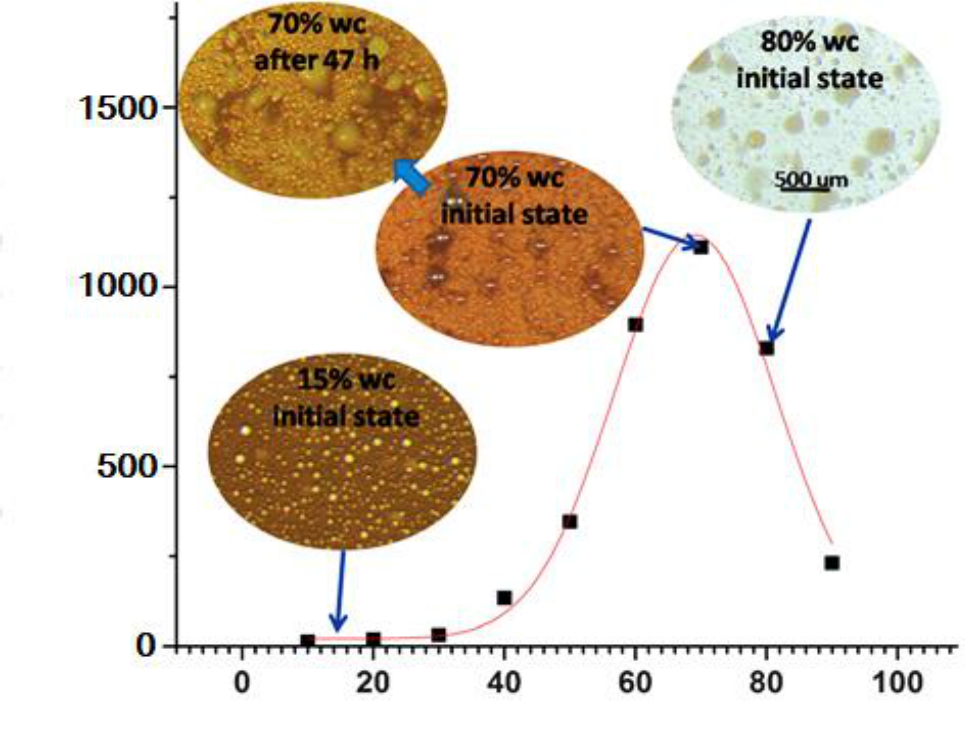 70% wc
after 47 h
80% wc
initial state
500 um
1500
70% wc
initial state
1000
15% wc
initial state
500
0
0 20 40 60 80 100